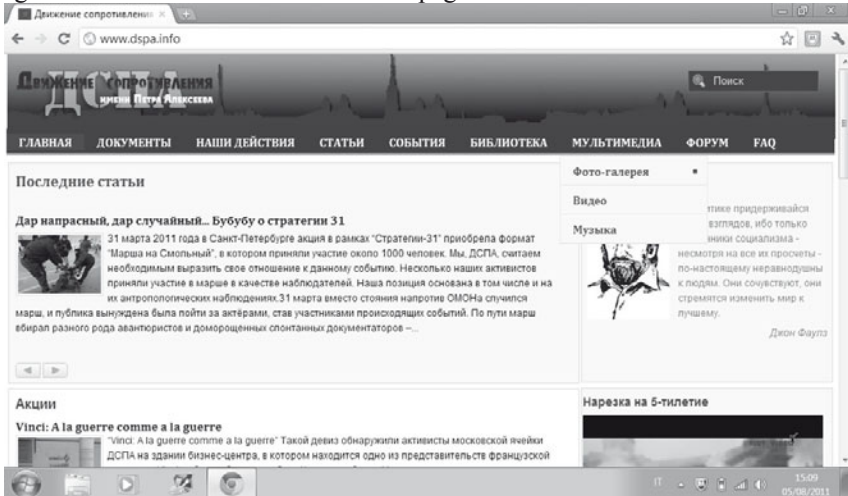 Движение сопротивления
www.dspa.info
Движение сопротивления
ДСПА
имени Петра Алексеева
Поиск
ГЛАВНАЯ ДОКУМЕНТЫ НАШИ ДЕЙСТВИЯ СТАТЬИ СОБЫТИЯ БИБЛИОТЕКА МУЛЬТИМЕДИА ФОРУМ FAQ
Фото-галерея
Видео
Музыка
Последние статьи
Дар напрасный, дар случайный... Бубубу о стратегии 31
31 марта 2011 года в Санкт-Петербурге акция в рамках "Стратегии-31" приобрела формат
"Марша на Смольный", в котором приняли участие около 1000 человек. Мы, ДСПА, считаем
необходимым выразить свое отношение к данному событию. Несколько наших активистов
приняли участие в марше в качестве наблюдателей. Наша позиция основана в том числе и на
их антропологических наблюдениях.31 марта вместо стояния напротив ОМОНа случился
марш, и публика вынуждена была пойти за актёрами, став участниками происходящих событий. По пути марш
вбирал разного рода авантюристов и доморощенных спонтанных документаторов –...
придерживайся
взглядов, ибо только
социализма -
несмотря на все их просчеты -
по-настоящему неравнодушны
к людям. Они сочувствуют, они
стремятся изменить мир к
лучшему.
Джон Фаулз
Акции
Vinci: A la guerre comme a la guerre
"Vinci: A la guerre comme a la guerre" Такой девиз обнаружили активисты московской ячейки
ДСПА на здании бизнес-центра, в котором находится одно из представительств французской
Нарезка на 5-тилетие
IT
15:09
05/08/2011